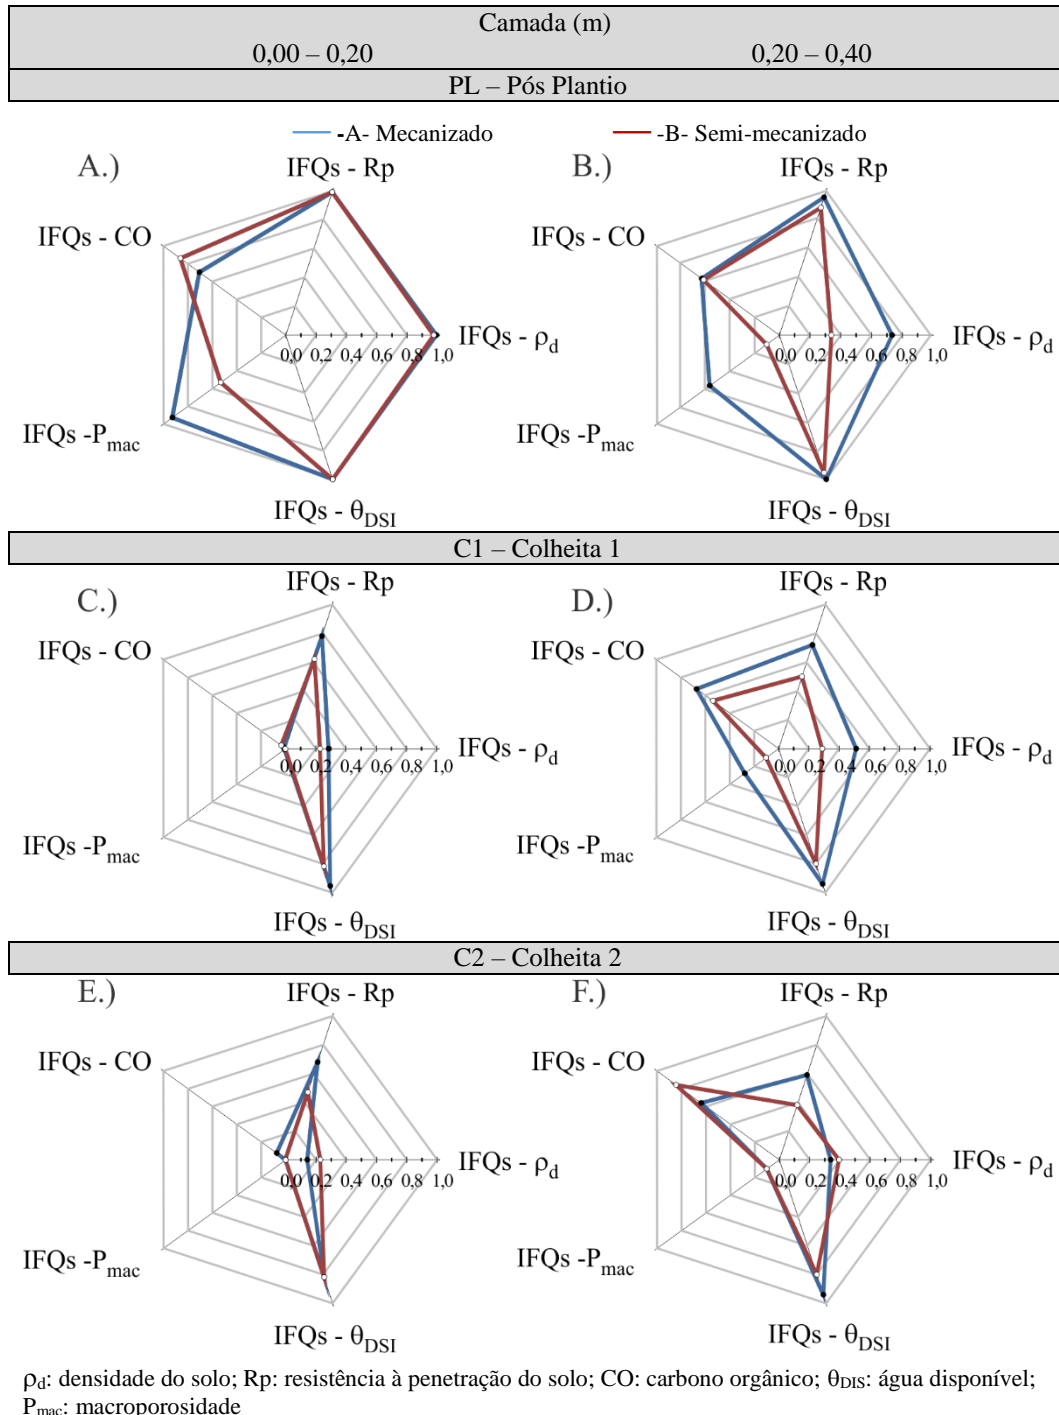 Camada (m)
0,00 – 0,20 0,20 – 0,40
PL – Pós Plantio
-A- Mecanizado -B- Semi-mecanizado
A.) IFQs - Rp B.) IFQs - Rp
IFQs - CO IFQs - CO
0,0 0,2 0,4 0,6 0,8 1,0 IFQs - ρd 0,0 0,2 0,4 0,6 0,8 1,0 IFQs - ρd
IFQs -Pmac IFQs -Pmac
IFQs - θDSI IFQs - θDSI
C1 – Colheita 1
C.) IFQs - Rp D.) IFQs - Rp
IFQs - CO IFQs - CO
0,0 0,2 0,4 0,6 0,8 1,0 IFQs - ρd 0,0 0,2 0,4 0,6 0,8 1,0 IFQs - ρd
IFQs -Pmac IFQs -Pmac
IFQs - θDSI IFQs - θDSI
C2 – Colheita 2
E.) IFQs - Rp F.) IFQs - Rp
IFQs - CO IFQs - CO
0,0 0,2 0,4 0,6 0,8 1,0 IFQs - ρd 0,0 0,2 0,4 0,6 0,8 1,0 IFQs - ρd
IFQs -Pmac IFQs -Pmac
IFQs - θDSI IFQs - θDSI
ρd: densidade do solo; Rp: resistência à penetração do solo; CO: carbono orgânico; θDIS: água disponível;
Pmac: macroporosidade